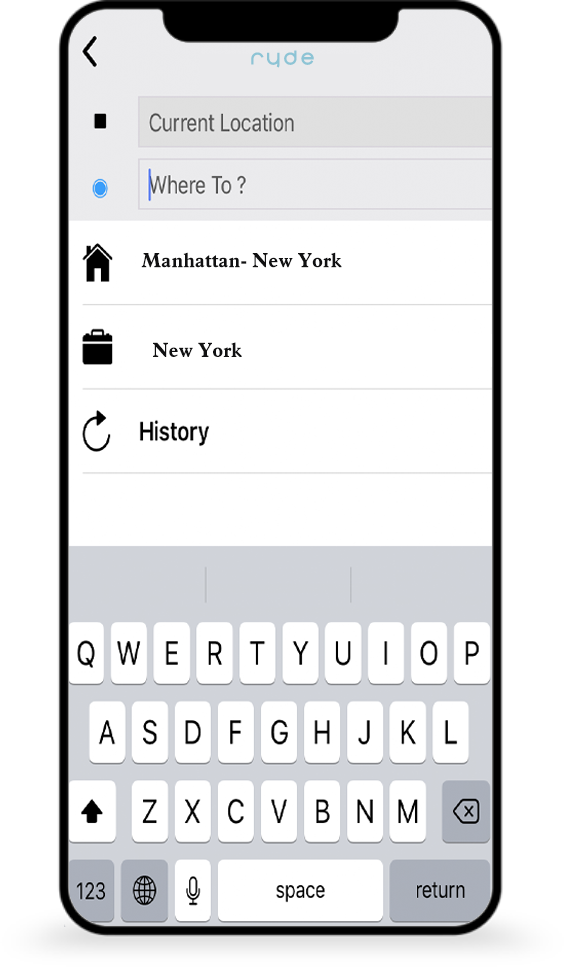 ryde
Current Location
Where To ?
Manhattan- New York
New York
History
Q W E R T Y U I O P
A S D F G H J K L
Z X C V B N M
123 space return